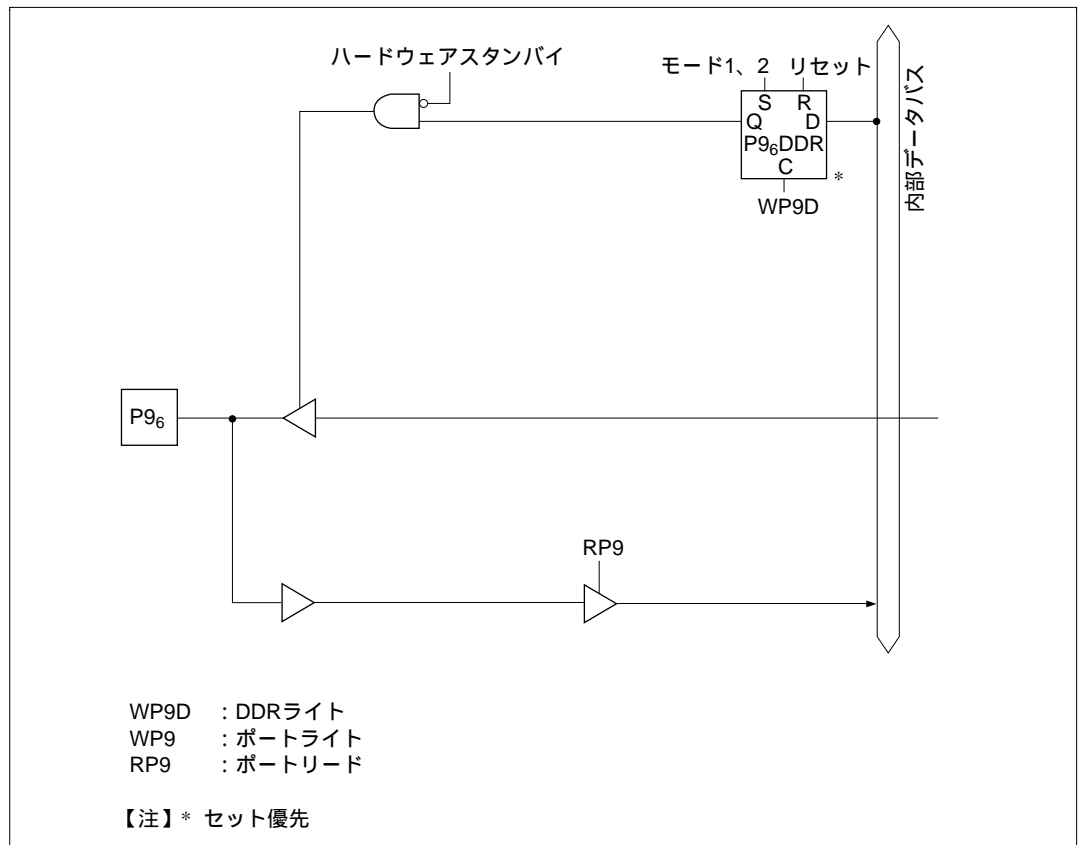 ハードウェアスタンバイ
モード1、2 リセット
S R
Q D
P9₆DDR
C
*
WP9D
内部データバス
P9₆
RP9
WP9D :DDRライト
WP9 :ポートライト
RP9 :ポートリード
【注】* セット優先